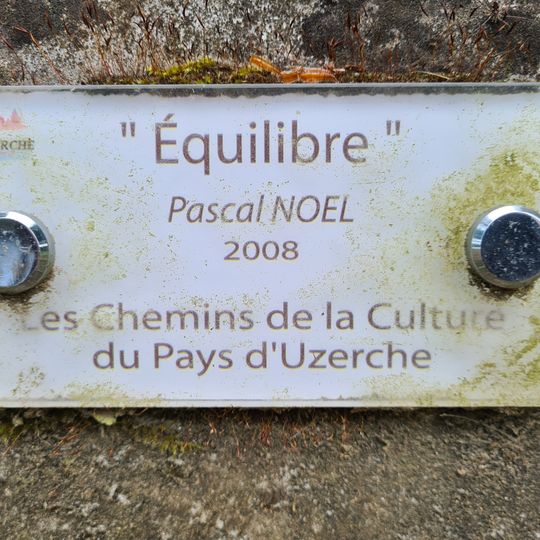 " Équilibre "
Pascal NOEL
2008
Les Chemins de la Culture
du Pays d'Uzerche